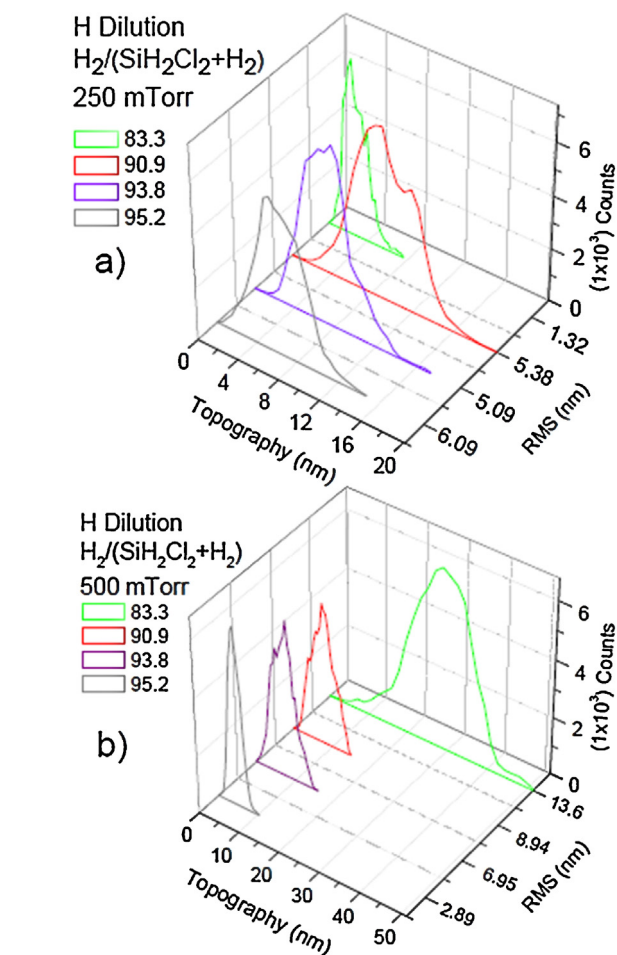 H Dilution
H₂/(SiH₂Cl₂+H₂)
250 mTorr
83.3
90.9
93.8
95.2
a)
6
4
2
0
(1x10³) Counts
1.32
5.38
5.09
6.09
RMS (nm)
0
4
8
12
16
20
Topography (nm)
H Dilution
H₂/(SiH₂Cl₂+H₂)
500 mTorr
83.3
90.9
93.8
95.2
b)
6
4
2
0
(1x10³) Counts
13.6
8.94
6.95
2.89
RMS (nm)
0
10
20
30
40
50
Topography (nm)